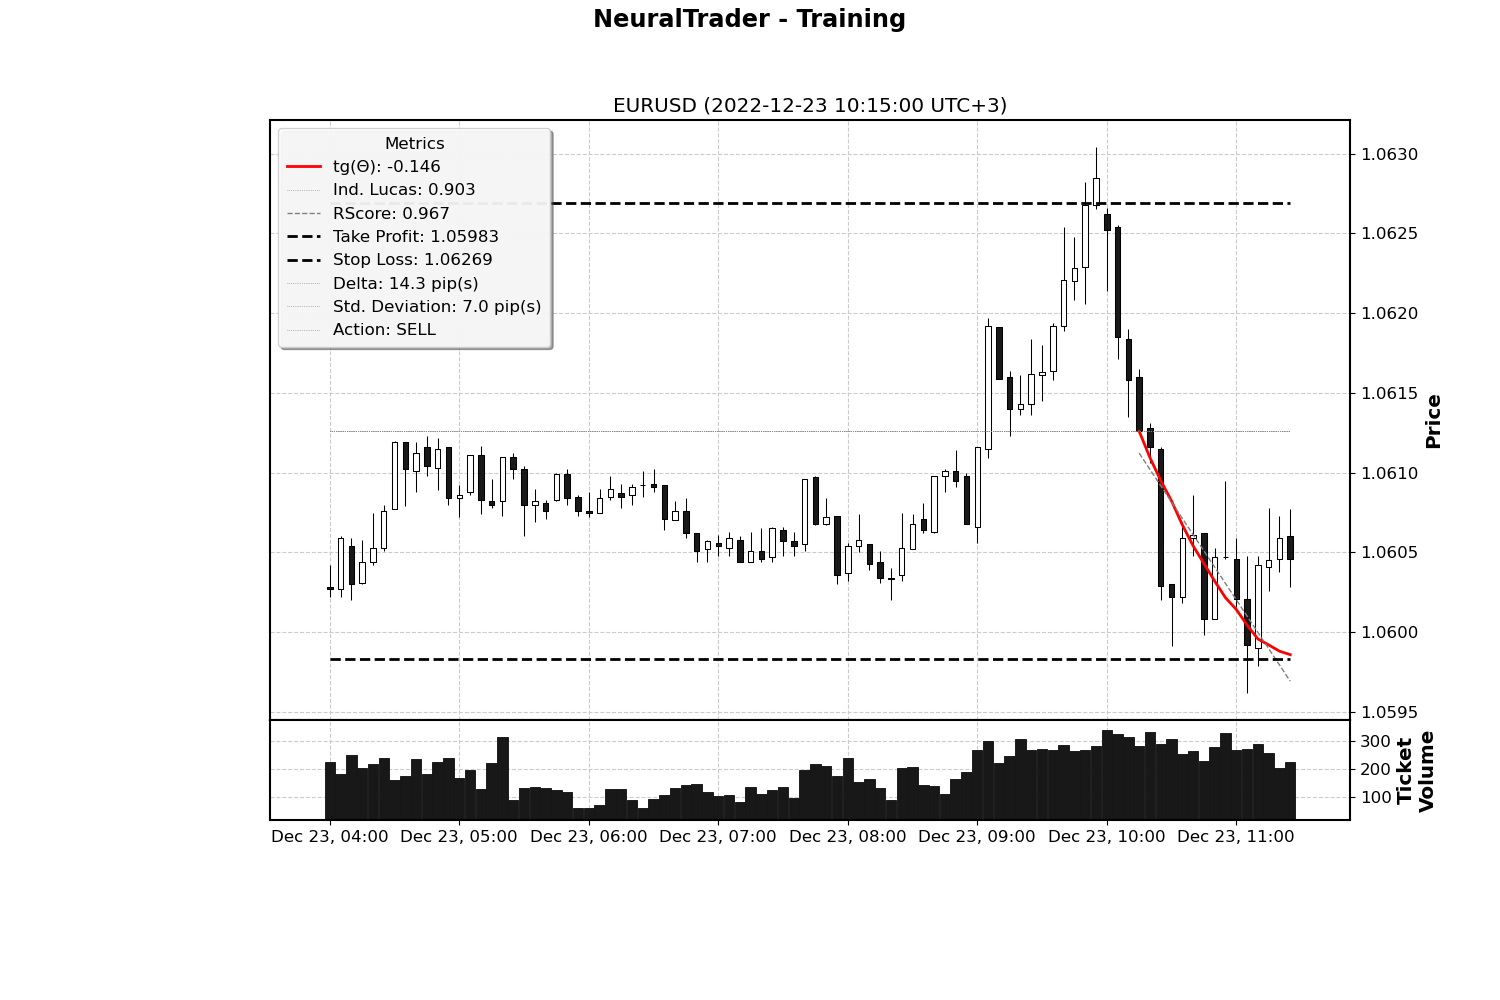 NeuralTrader - Training
EURUSD (2022-12-23 10:15:00 UTC+3)
Metrics
tg(Θ): -0.146
Ind. Lucas: 0.903
RScore: 0.967
Take Profit: 1.05983
Stop Loss: 1.06269
Delta: 14.3 pip(s)
Std. Deviation: 7.0 pip(s)
Action: SELL
1.0630
1.0625
1.0620
1.0615
1.0610
1.0605
1.0600
1.0595
Price
300
200
100
Ticket
Volume
Dec 23, 04:00
Dec 23, 05:00
Dec 23, 06:00
Dec 23, 07:00
Dec 23, 08:00
Dec 23, 09:00
Dec 23, 10:00
Dec 23, 11:00